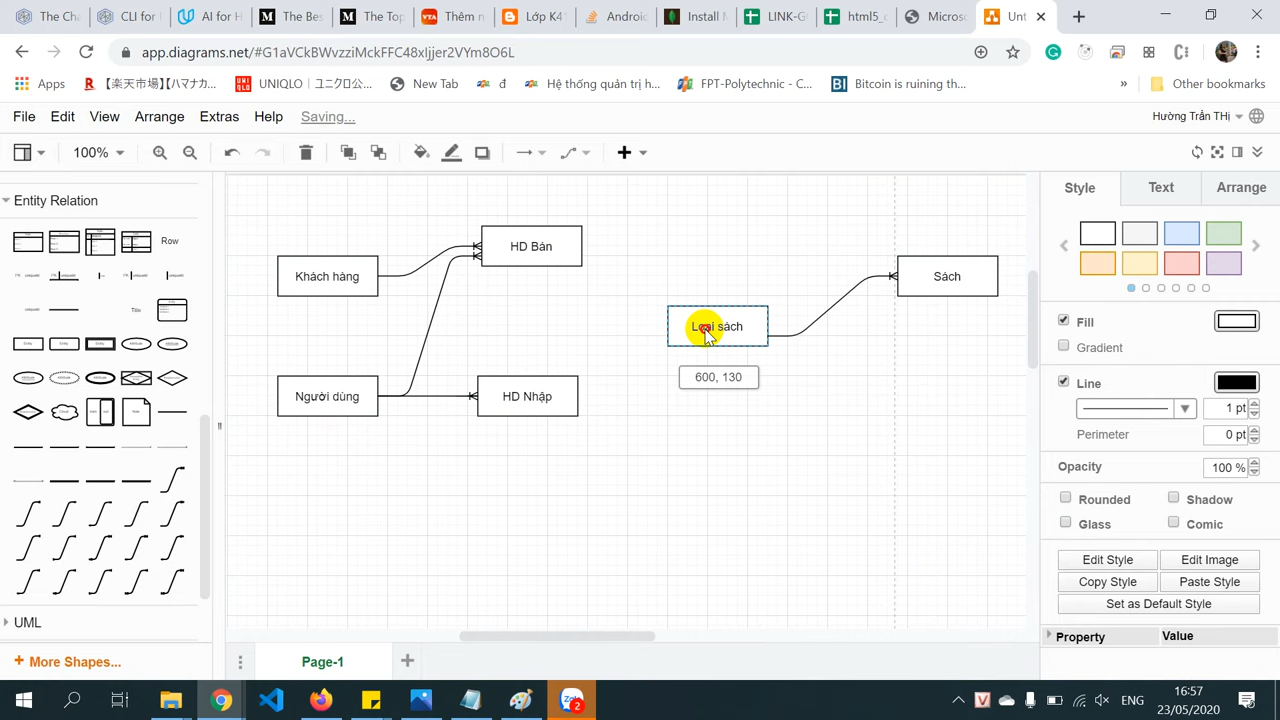 The Cha
CHI for t
AI for H
The Bes
The Top
Thêm n
Lớp K4
Androi
Install I
LINK-G
html5_c
Micros
Unt
app.diagrams.net/#G1aVCkBWvzziMckFFC48xljjer2VYm8O6L
Apps
【楽天市場】【ハマナカ...
UNIQLO｜ユニクロ公...
New Tab
đ
Hệ thống quản trị h...
FPT-Polytechnic - C...
Bitcoin is ruining th...
»
Other bookmarks
File
Edit
View
Arrange
Extras
Help
Saving...
Hường Trần THị
100%
Entity Relation
Row
Title
UML
+ More Shapes...
Khách hàng
HD Bán
Người dùng
HD Nhập
Loại sách
600, 130
Sách
Page-1
Style
Text
Arrange
Fill
Gradient
Line
1 pt
Perimeter
0 pt
Opacity
100 %
Rounded
Shadow
Glass
Comic
Edit Style
Edit Image
Copy Style
Paste Style
Set as Default Style
Property
Value
Zalo
2
ENG
16:57
23/05/2020
2